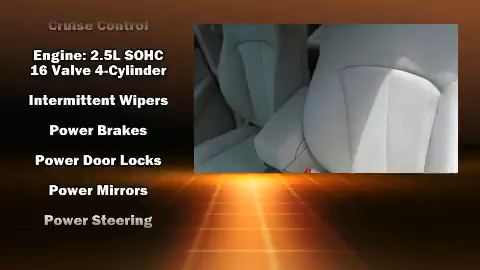 Cruise Control
Engine: 2.5L SOHC
16 Valve 4-Cylinder
Intermittent Wipers
Power Brakes
Power Door Locks
Power Mirrors
Power Steering